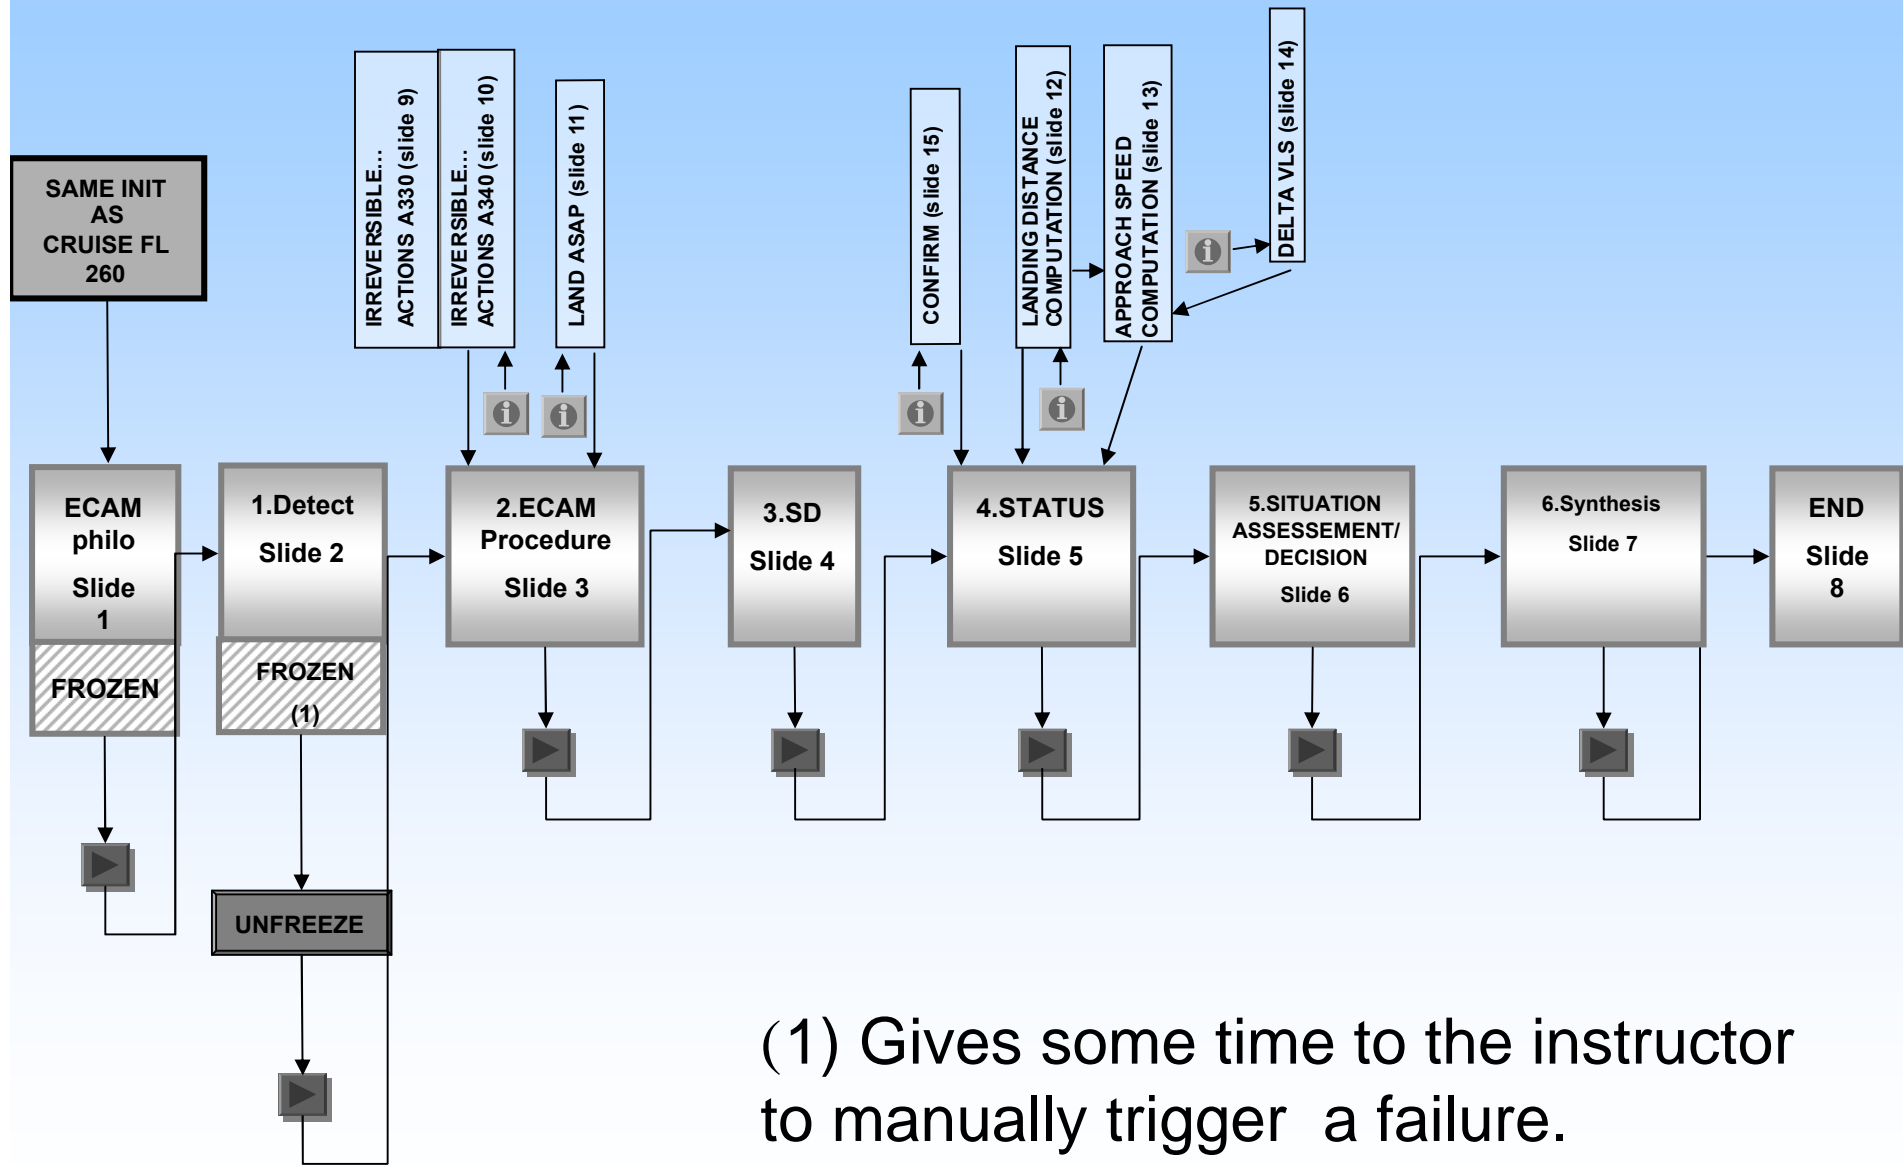 SAME INIT
AS
CRUISE FL
260
IRREVERSIBLE...
ACTIONS A330 (slide 9)
IRREVERSIBLE...
ACTIONS A340 (slide 10)
LAND ASAP (slide 11)
CONFIRM (slide 15)
LANDING DISTANCE
COMPUTATION (slide 12)
APPROACH SPEED
COMPUTATION (slide 13)
DELTA VLS (slide 14)
ECAM
philo
Slide
1
FROZEN
1.Detect
Slide 2
FROZEN
(1)
UNFREEZE
2.ECAM
Procedure
Slide 3
3.SD
Slide 4
4.STATUS
Slide 5
5.SITUATION
ASSESSEMENT/
DECISION
Slide 6
6.Synthesis
Slide 7
END
Slide
8
(1) Gives some time to the instructor
to manually trigger  a failure.